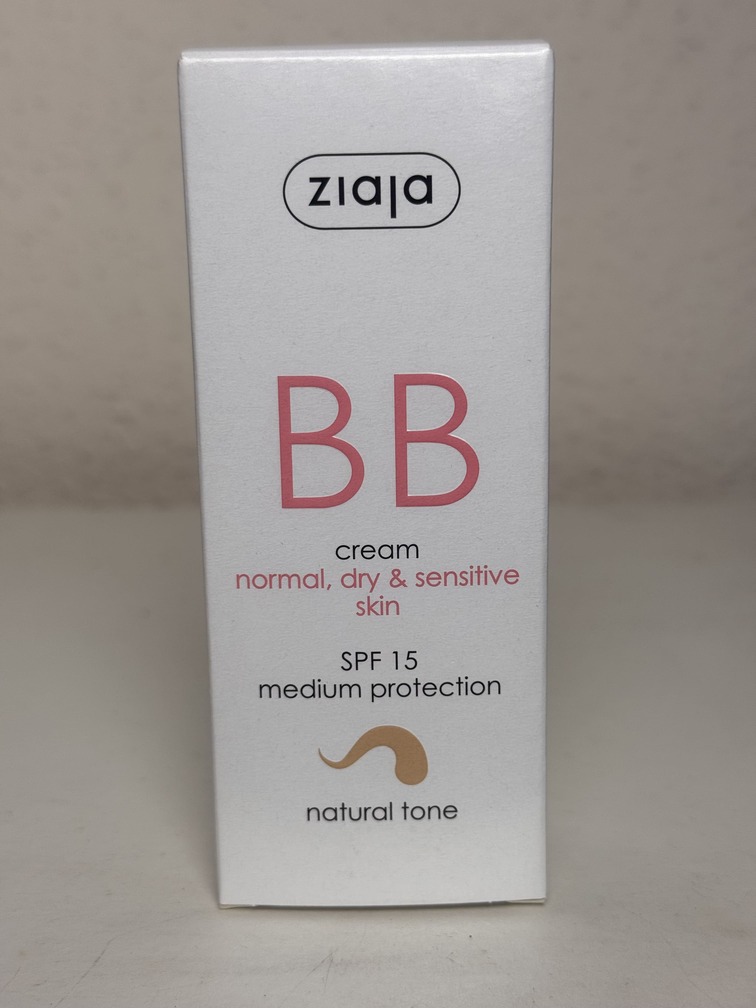 ziaja
BB
cream
normal, dry & sensitive
skin
SPF 15
medium protection
natural tone